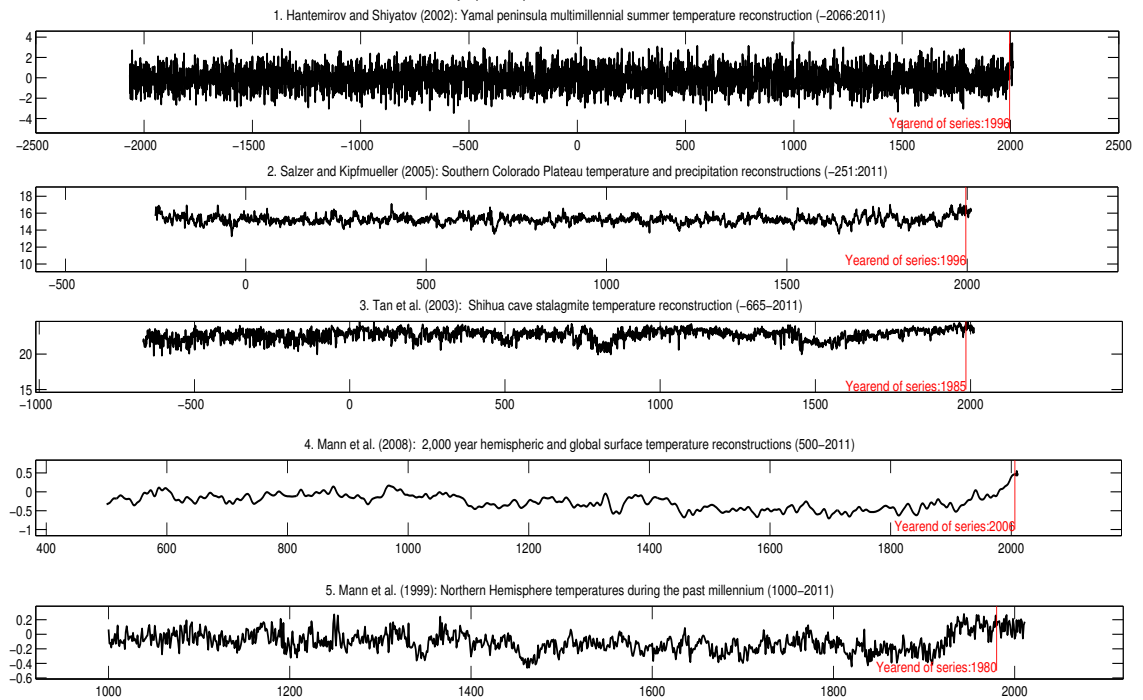 1. Hantemirov and Shiyatov (2002): Yamal peninsula multimillennial summer temperature reconstruction (−2066:2011)
4
2
0
−2
−4
Yearend of series:1996
−2500 −2000 −1500 −1000 −500 0 500 1000 1500 2000 2500
2. Salzer and Kipfmueller (2005): Southern Colorado Plateau temperature and precipitation reconstructions (−251:2011)
18
16
14
12
10
Yearend of series:1996
−500 0 500 1000 1500 2000
3. Tan et al. (2003): Shihua cave stalagmite temperature reconstruction (−665−2011)
20
15
Yearend of series:1985
−1000 −500 0 500 1000 1500 2000
4. Mann et al. (2008): 2,000 year hemispheric and global surface temperature reconstructions (500−2011)
0.5
0
−0.5
−1
Yearend of series:2006
400 600 800 1000 1200 1400 1600 1800 2000
5. Mann et al. (1999): Northern Hemisphere temperatures during the past millennium (1000−2011)
0.2
0
−0.2
−0.4
−0.6
Yearend of series:1980
1000 1200 1400 1600 1800 2000